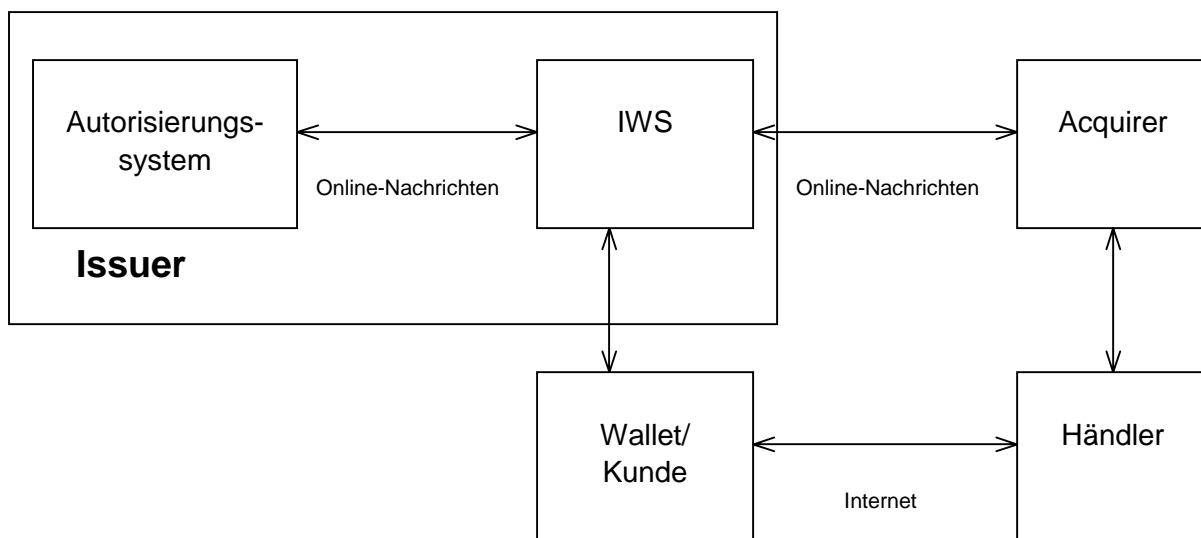 Autorisierungs-
system
IWS
Acquirer
Online-Nachrichten
Online-Nachrichten
Issuer
Wallet/
Kunde
Händler
Internet